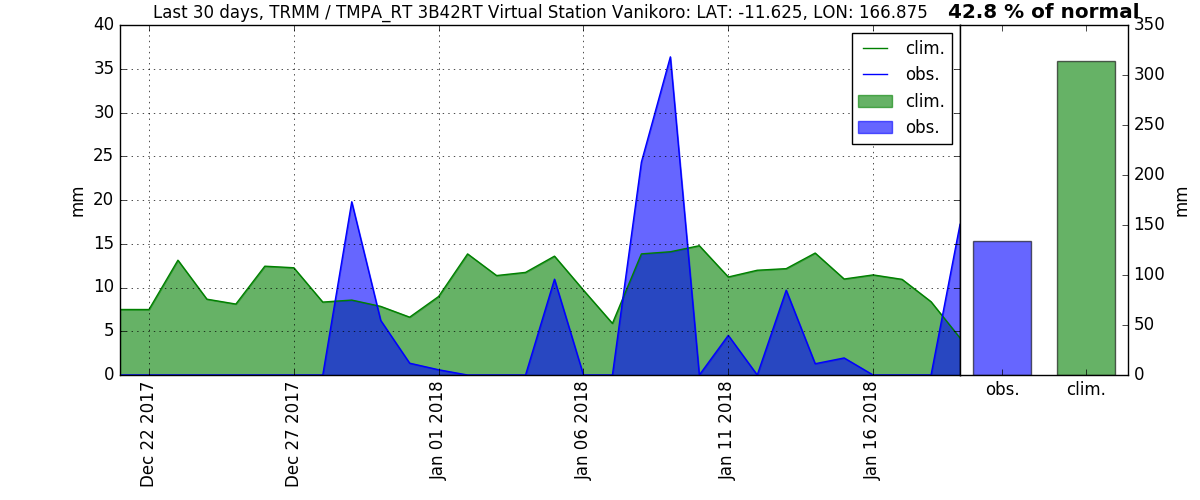 Last 30 days, TRMM / TMPA_RT 3B42RT Virtual Station Vanikoro: LAT: -11.625, LON: 166.875
42.8 % of normal
40
35
30
25
20
15
10
5
0
mm
clim.
obs.
clim.
obs.
Dec 22 2017
Dec 27 2017
Jan 01 2018
Jan 06 2018
Jan 11 2018
Jan 16 2018
350
300
250
200
150
100
50
0
mm
obs.
clim.